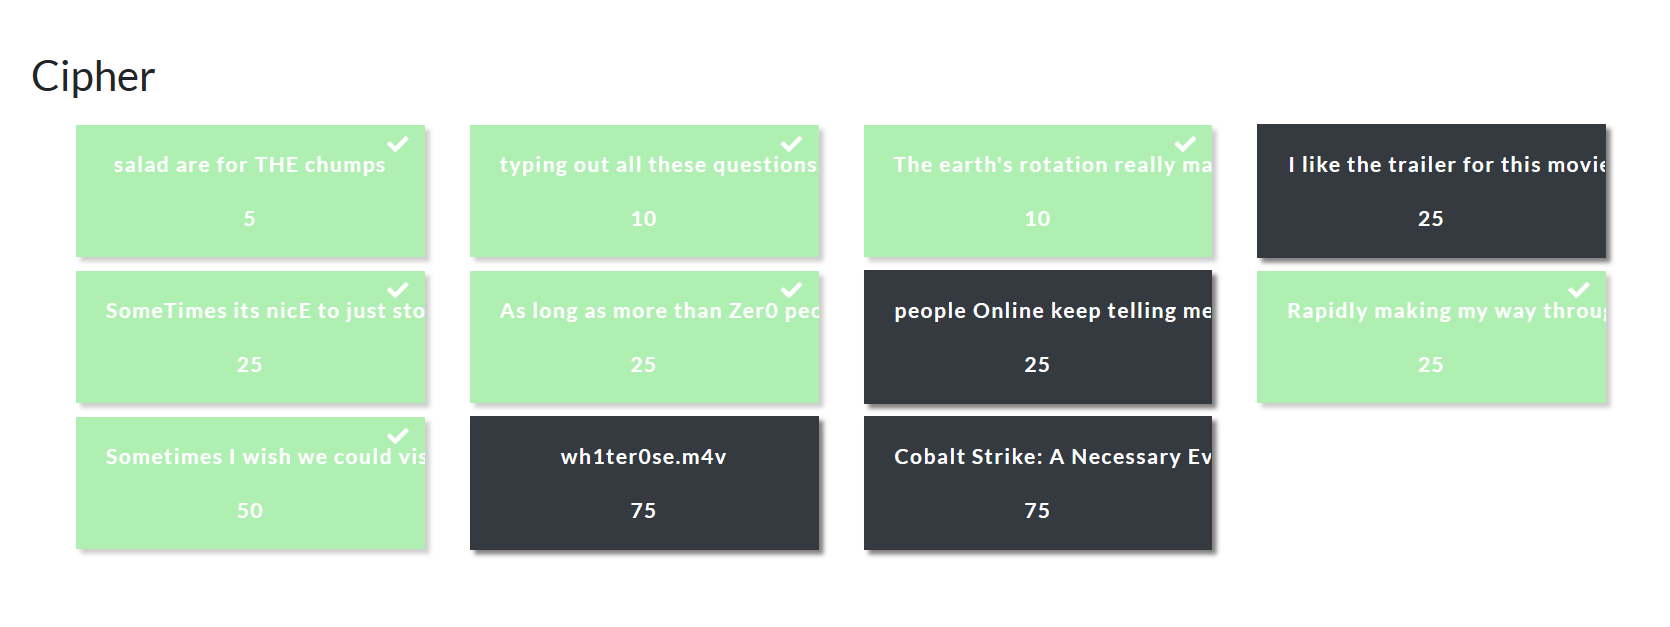 Cipher
salad are for THE chumps
5
typing out all these questions
10
The earth's rotation really ma
10
I like the trailer for this movie
25
SomeTimes its nicE to just sto
25
As long as more than Zer0 peo
25
people Online keep telling me
25
Rapidly making my way throug
25
Sometimes I wish we could vis
50
wh1ter0se.m4v
75
Cobalt Strike: A Necessary Ev
75